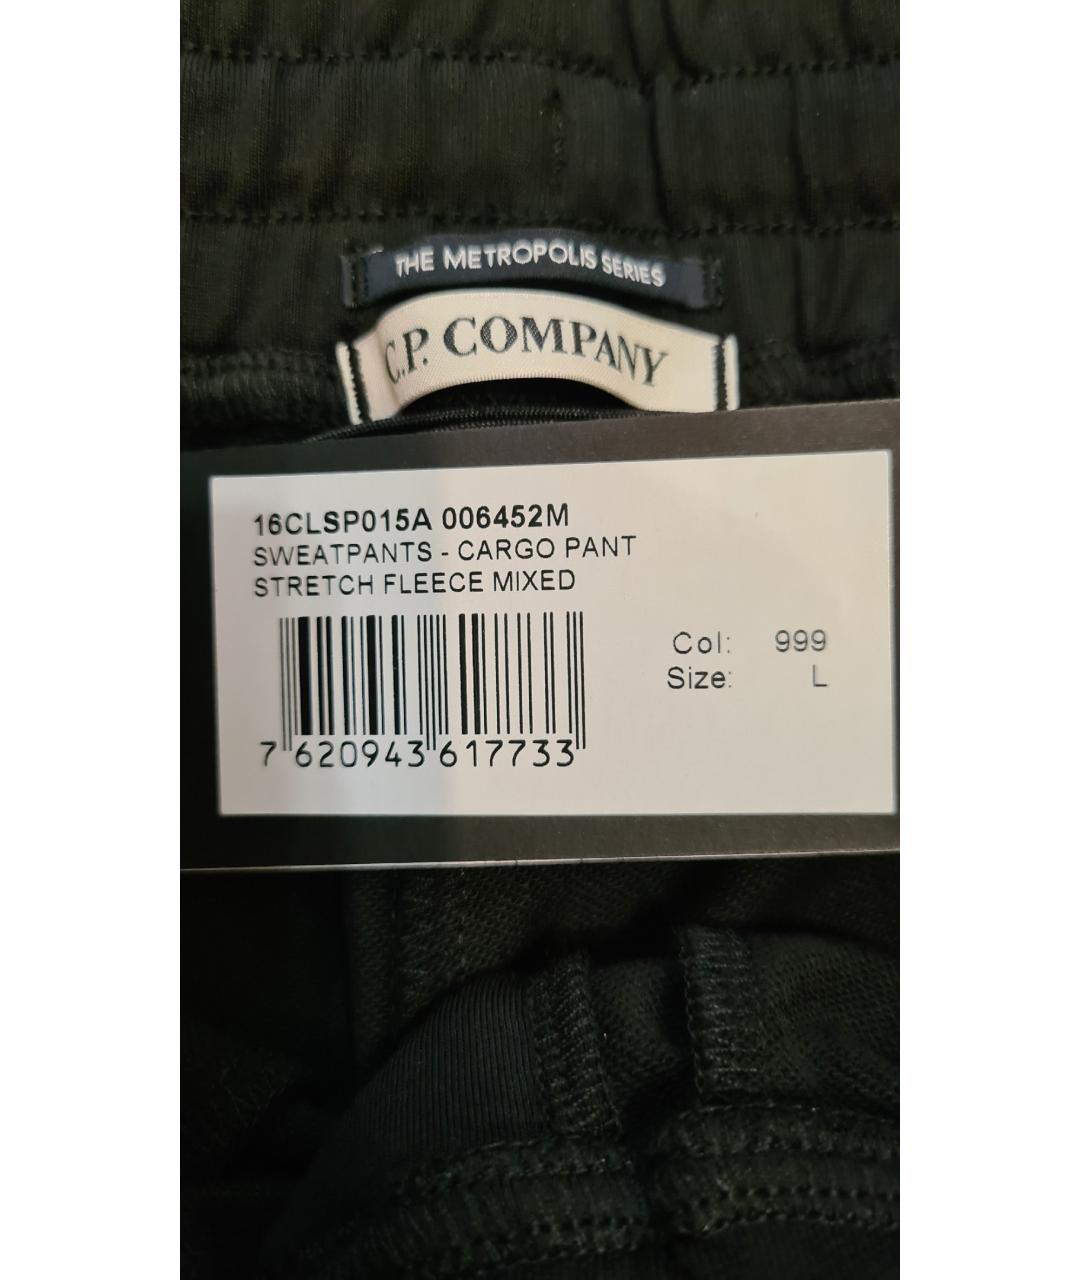 THE METROPOLIS SERIES
C.P. COMPANY
16CLSP015A 006452M
SWEATPANTS - CARGO PANT
STRETCH FLEECE MIXED
Col: 999
Size: L
7 620943 617733